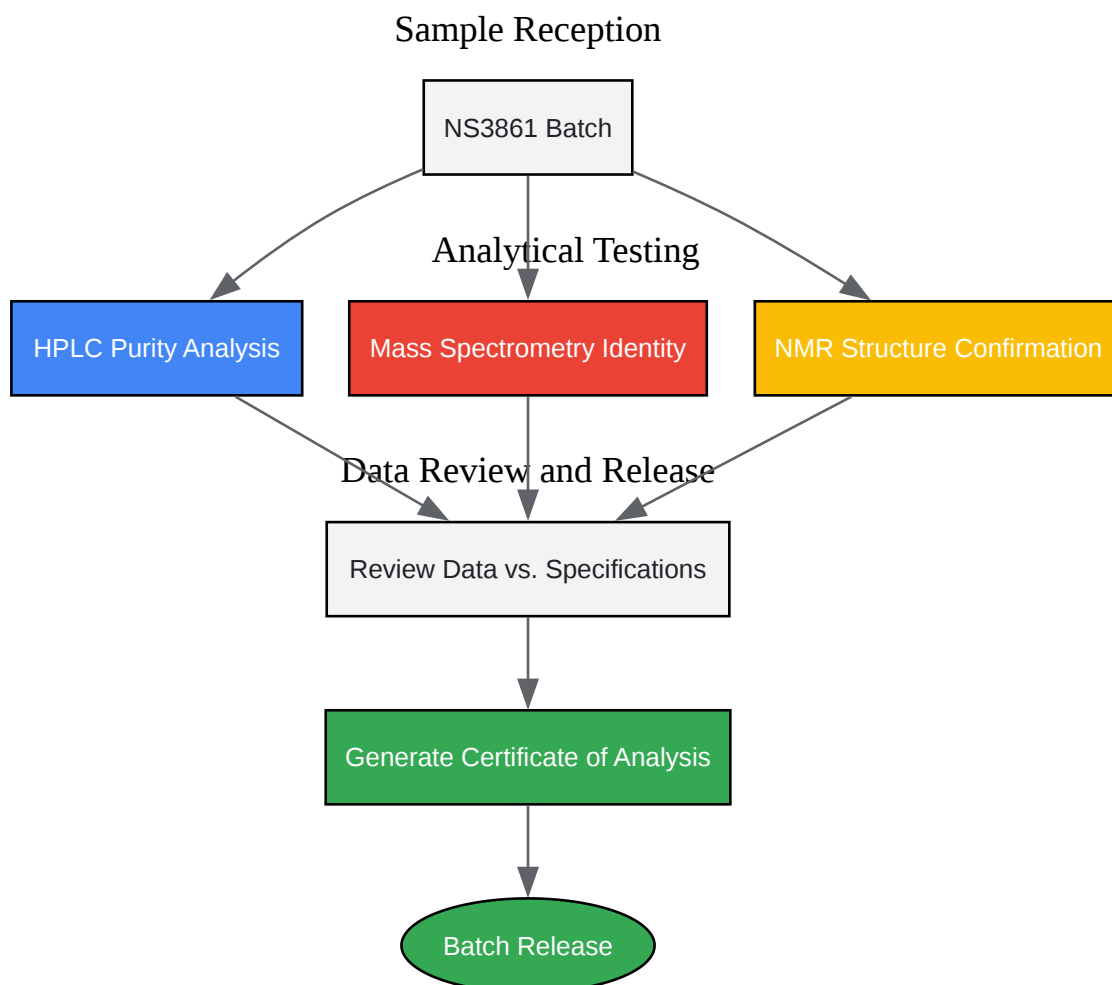 Sample Reception
NS3861 Batch
Analytical Testing
HPLC Purity Analysis
Mass Spectrometry Identity
NMR Structure Confirmation
Data Review and Release
Review Data vs. Specifications
Generate Certificate of Analysis
Batch Release